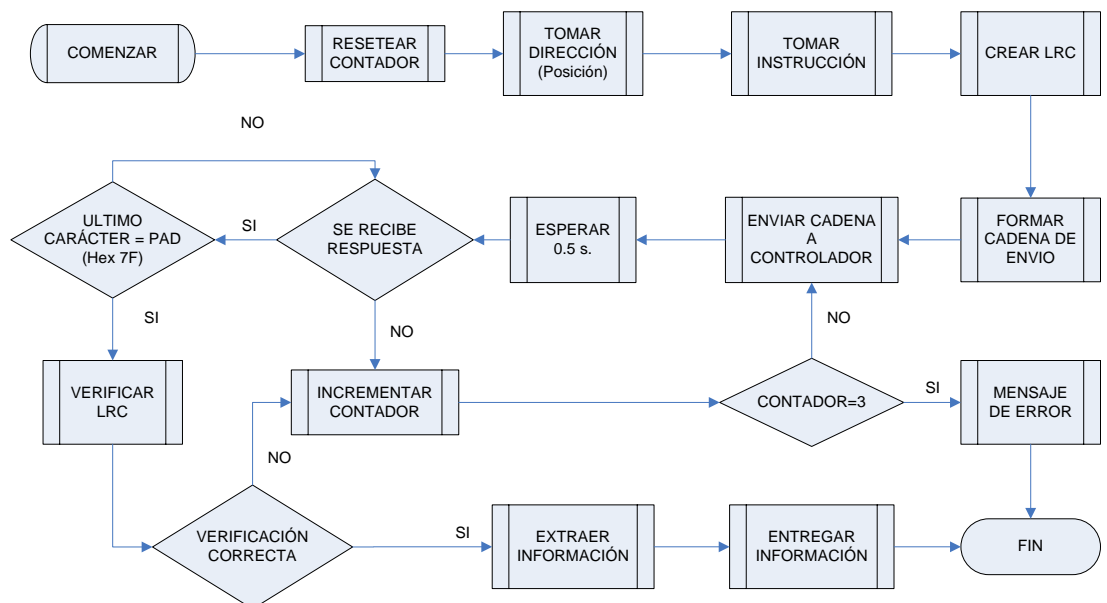 COMENZAR
RESETEAR
CONTADOR
TOMAR
DIRECCIÓN
(Posición)
TOMAR
INSTRUCCIÓN
CREAR LRC
NO
ULTIMO
CARÁCTER = PAD
(Hex 7F)
SI
SE RECIBE
RESPUESTA
ESPERAR
0.5 s.
ENVIAR CADENA
A
CONTROLADOR
FORMAR
CADENA DE
ENVIO
SI
NO
NO
VERIFICAR
LRC
INCREMENTAR
CONTADOR
CONTADOR=3
SI
MENSAJE
DE ERROR
NO
VERIFICACIÓN
CORRECTA
SI
EXTRAER
INFORMACIÓN
ENTREGAR
INFORMACIÓN
FIN